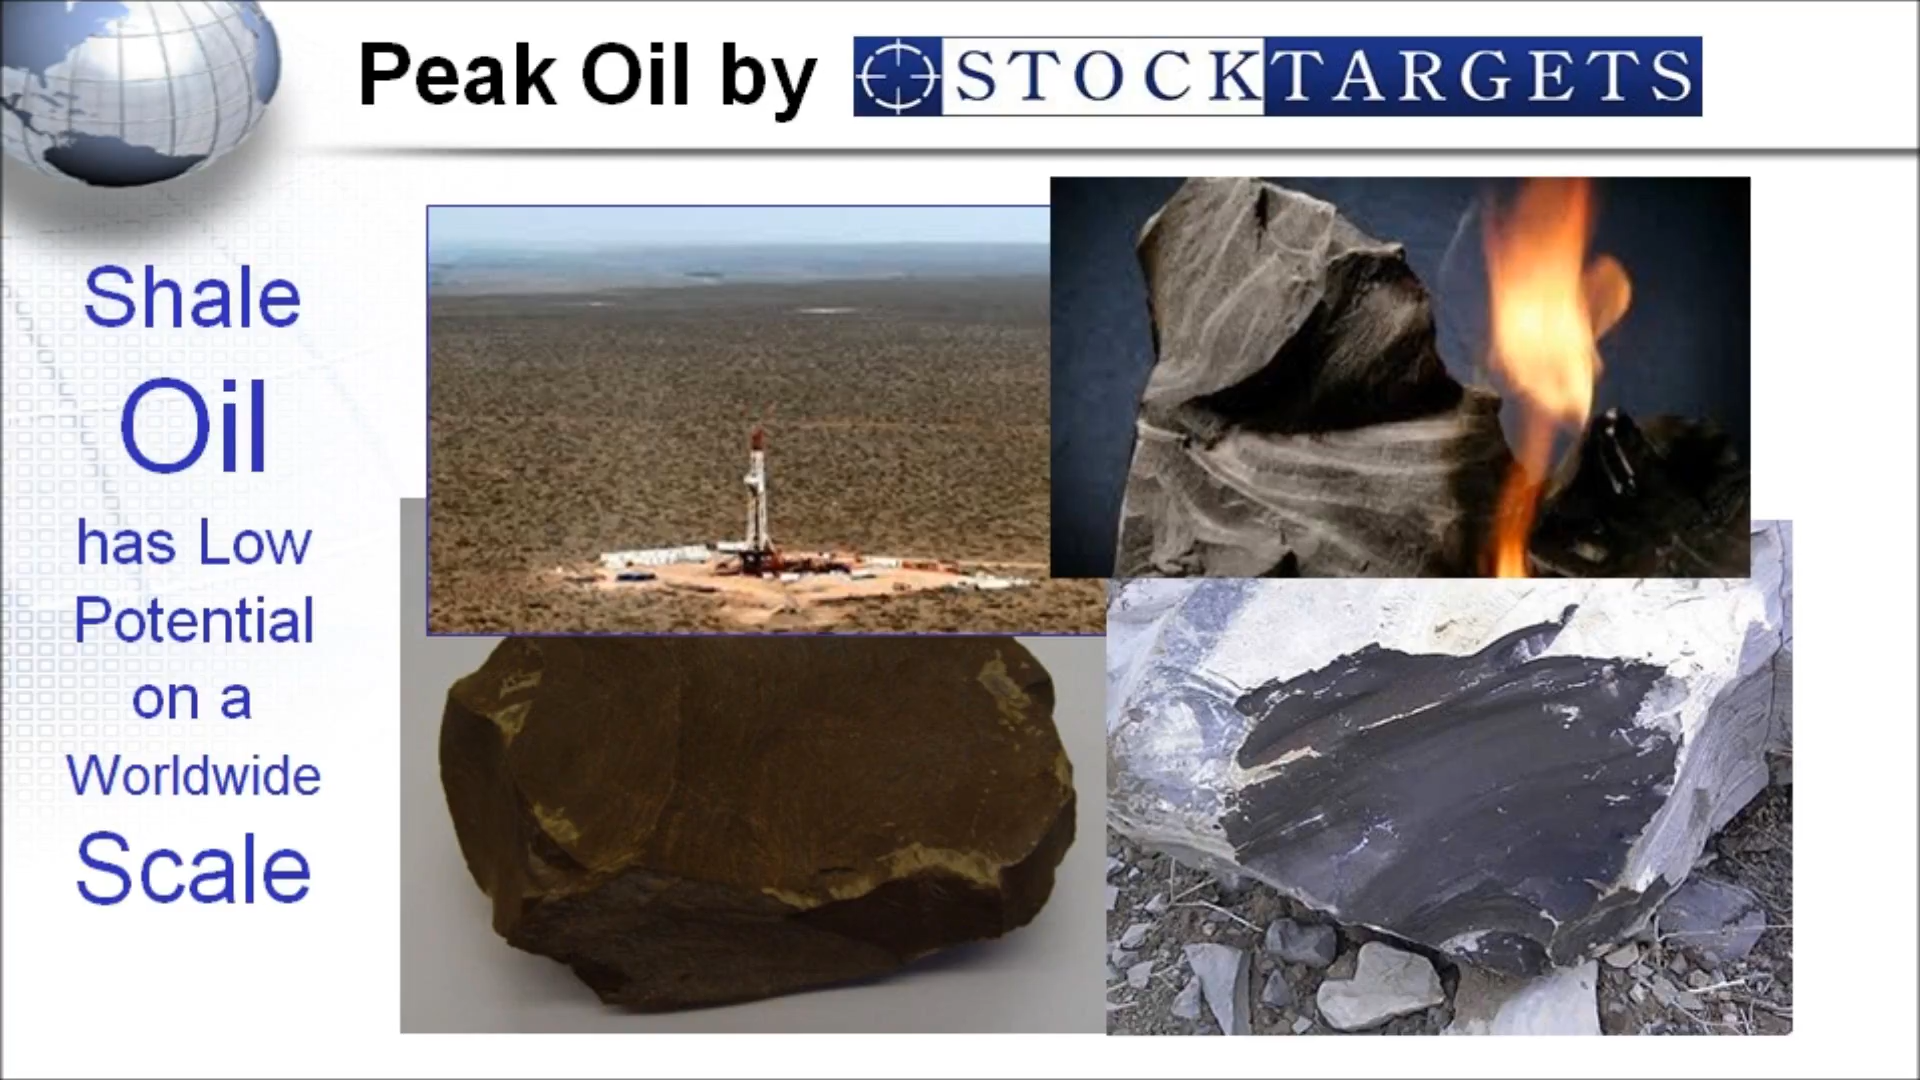 Peak Oil by STOCKTARGETS
Shale
Oil
has Low
Potential
on a
Worldwide
Scale